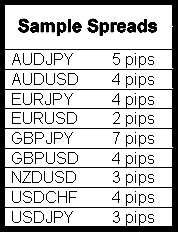 Sample Spreads
AUDJPY 5 pips
AUDUSD 4 pips
EURJPY 4 pips
EURUSD 2 pips
GBPJPY 7 pips
GBPUSD 4 pips
NZDUSD 3 pips
USDCHF 4 pips
USDJPY 3 pips